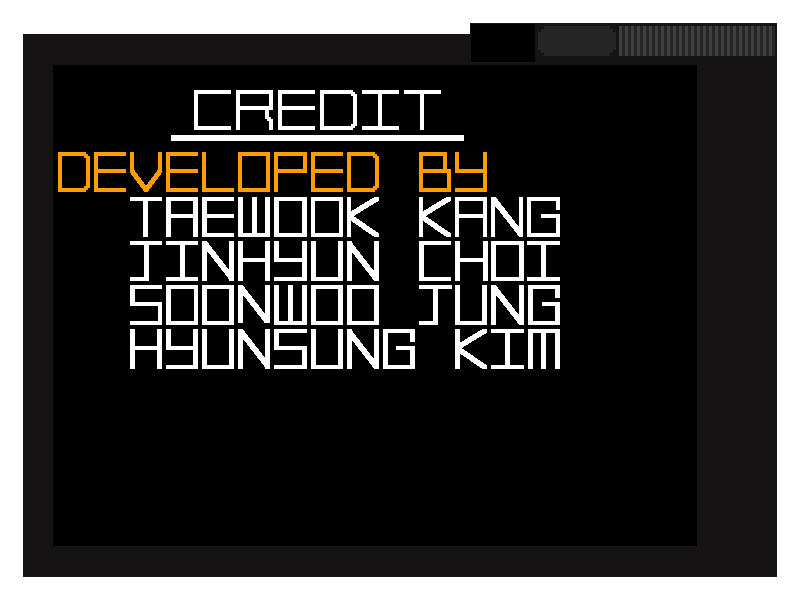 CREDIT
DEVELOPED BY
TAEWOOK KANG
JINHYUN CHOI
SOONWOO JUNG
HYUNSUNG KIM